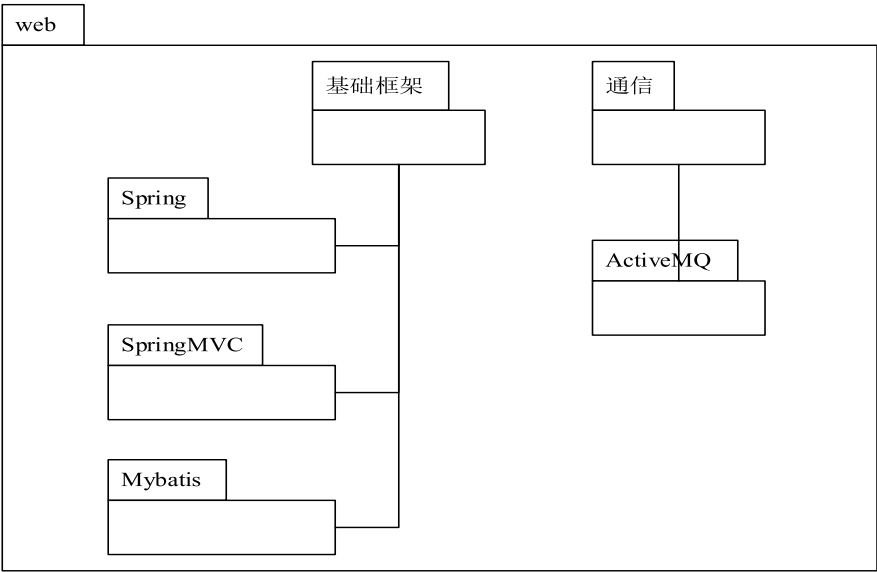 web
基础框架
通信
Spring
ActiveMQ
SpringMVC
Mybatis